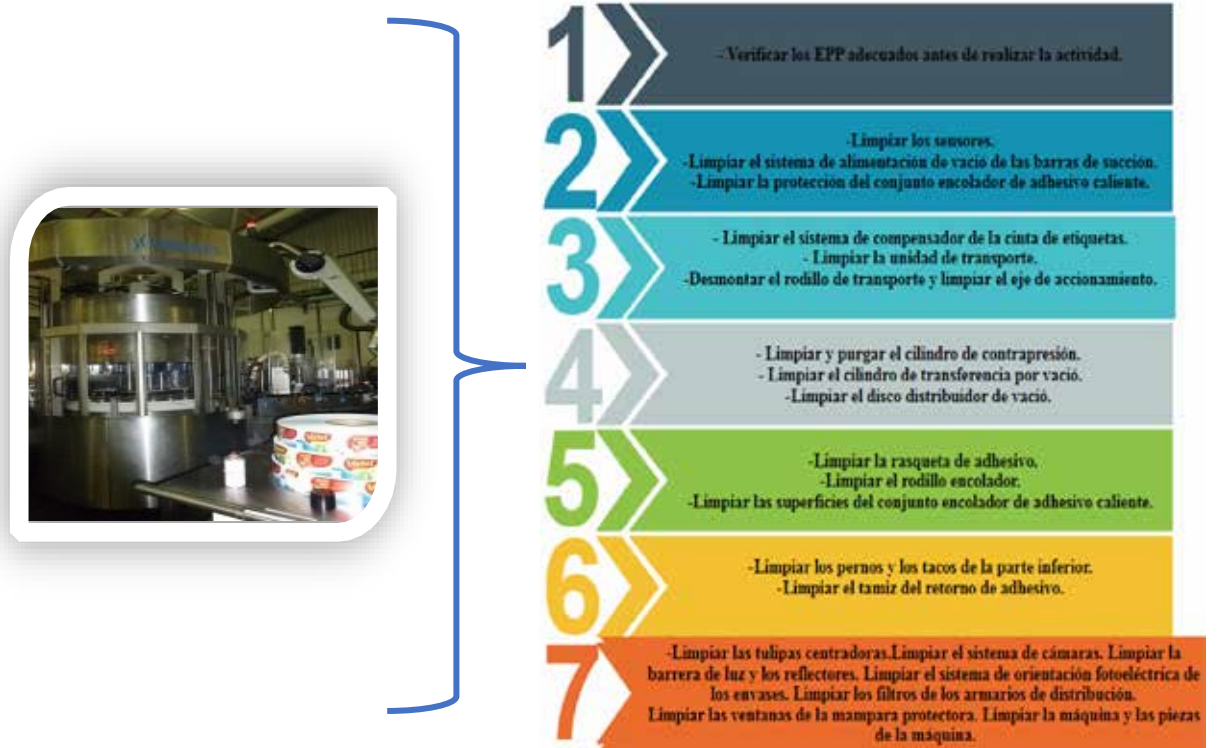 1
- Verificar los EPP adecuados antes de realizar la actividad.
2
-Limpiar los sensores.
-Limpiar el sistema de alimentación de vació de las barras de succión.
-Limpiar la protección del conjunto encolador de adhesivo caliente.
3
- Limpiar el sistema de compensador de la cinta de etiquetas.
- Limpiar la unidad de transporte.
-Desmontar el rodillo de transporte y limpiar el eje de accionamiento.
4
- Limpiar y purgar el cilindro de contrapresión.
- Limpiar el cilindro de transferencia por vació.
-Limpiar el disco distribuidor de vació.
5
-Limpiar la rasqueta de adhesivo.
-Limpiar el rodillo encolador.
-Limpiar las superficies del conjunto encolador de adhesivo caliente.
6
-Limpiar los pernos y los tacos de la parte inferior.
-Limpiar el tamiz del retorno de adhesivo.
7
-Limpiar las tulipas centradoras.Limpiar el sistema de cámaras. Limpiar la
barrera de luz y los reflectores. Limpiar el sistema de orientación fotoeléctrica de
los envases. Limpiar los filtros de los armarios de distribución.
Limpiar las ventanas de la mampara protectora. Limpiar la máquina y las piezas
de la máquina.